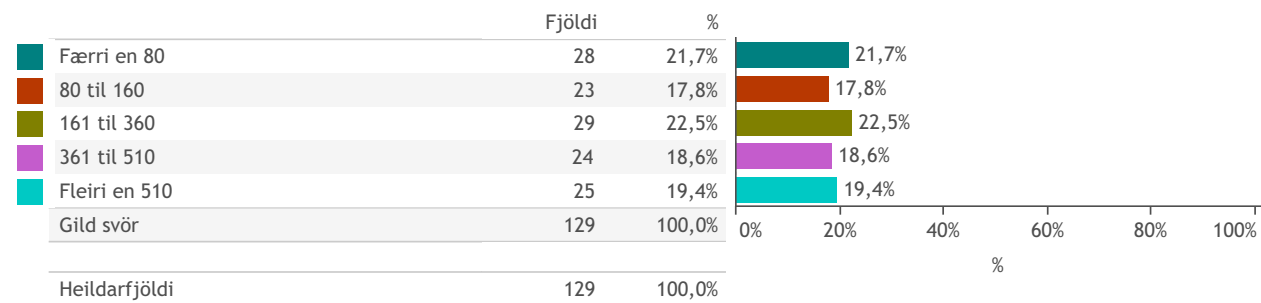 Fjöldi %
Færri en 80 28 21,7% 21,7%
80 til 160 23 17,8% 17,8%
161 til 360 29 22,5% 22,5%
361 til 510 24 18,6% 18,6%
Fleiri en 510 25 19,4% 19,4%
Gild svör 129 100,0%
0% 20% 40% 60% 80% 100%
%
Heildarfjöldi 129 100,0%